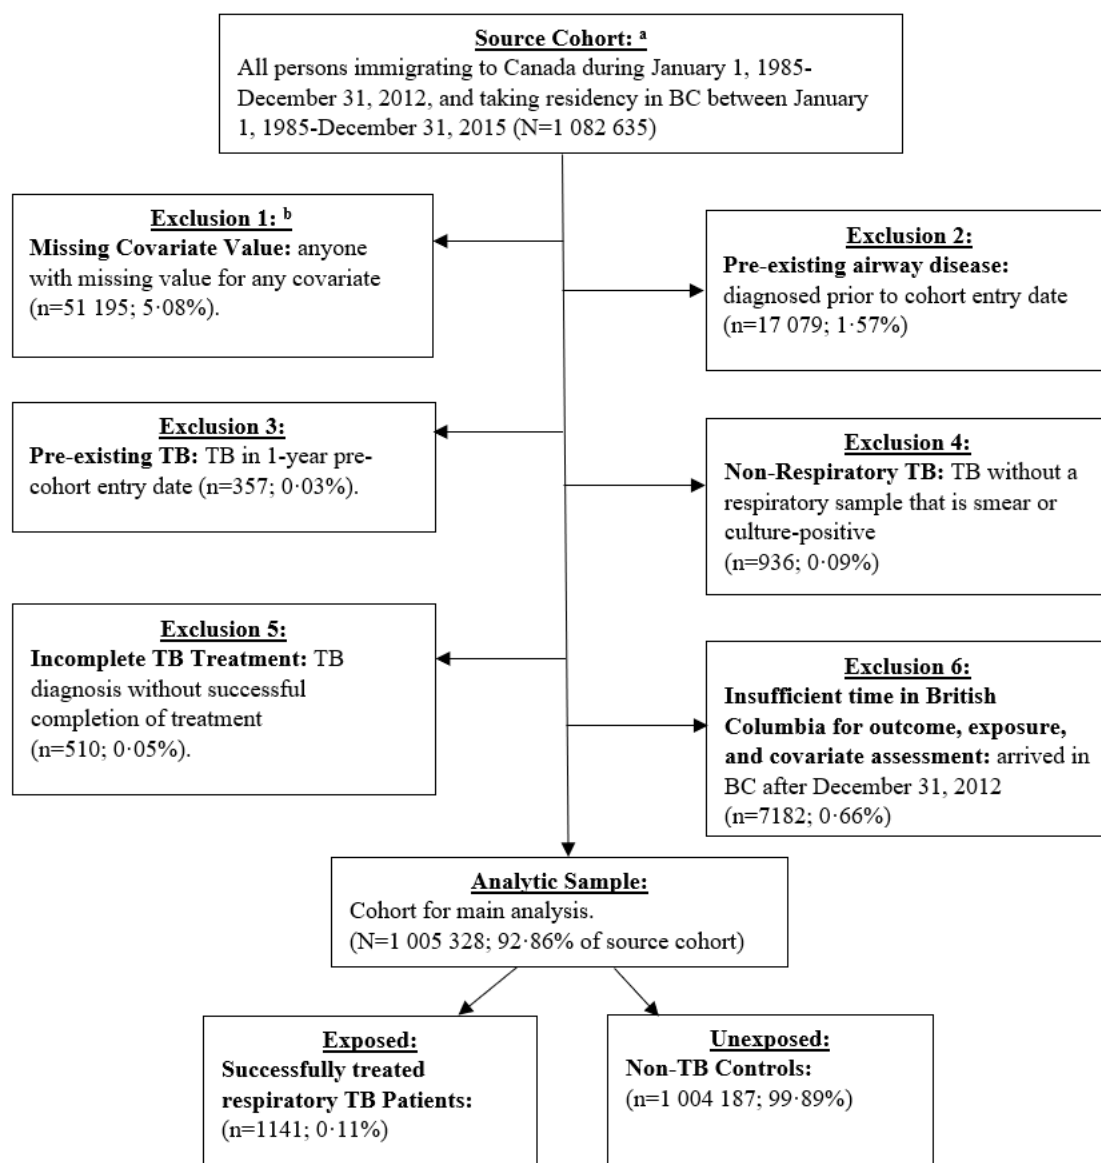 Source Cohort: a
All persons immigrating to Canada during January 1, 1985-
December 31, 2012, and taking residency in BC between January
1, 1985-December 31, 2015 (N=1 082 635)
Exclusion 1: b
Missing Covariate Value: anyone
with missing value for any covariate
(n=51 195; 5·08%).
Exclusion 2:
Pre-existing airway disease:
diagnosed prior to cohort entry date
(n=17 079; 1·57%)
Exclusion 3:
Pre-existing TB: TB in 1-year pre-
cohort entry date (n=357; 0·03%).
Exclusion 4:
Non-Respiratory TB: TB without a
respiratory sample that is smear or
culture-positive
(n=936; 0·09%)
Exclusion 5:
Incomplete TB Treatment: TB
diagnosis without successful
completion of treatment
(n=510; 0·05%).
Exclusion 6:
Insufficient time in British
Columbia for outcome, exposure,
and covariate assessment: arrived in
BC after December 31, 2012
(n=7182; 0·66%)
Analytic Sample:
Cohort for main analysis.
(N=1 005 328; 92·86% of source cohort)
Exposed:
Successfully treated
respiratory TB Patients:
(n=1141; 0·11%)
Unexposed:
Non-TB Controls:
(n=1 004 187; 99·89%)